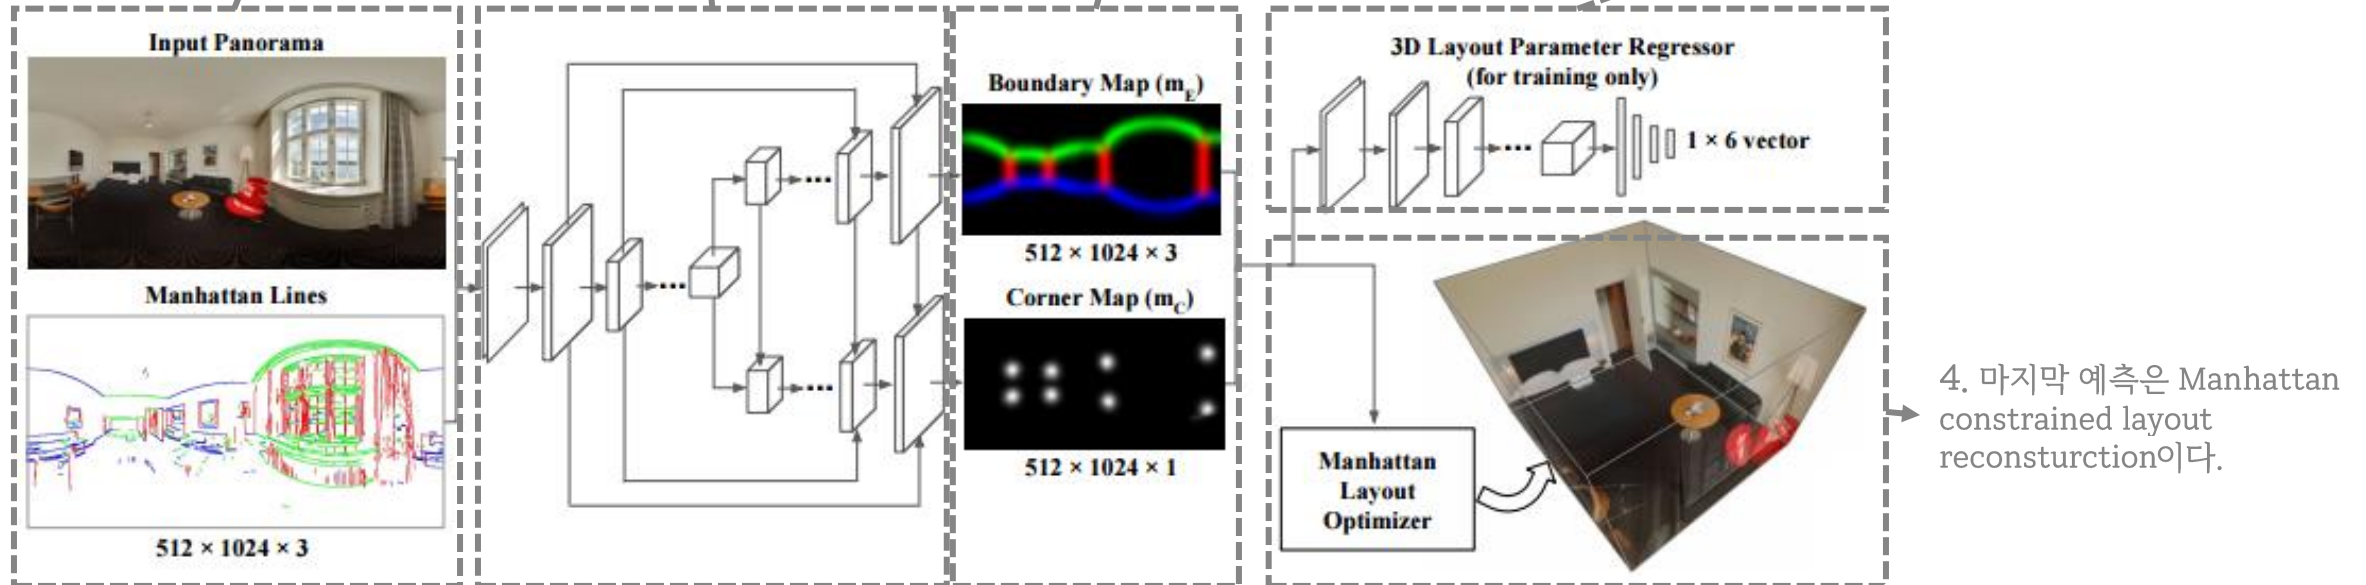 Input Panorama
Manhattan Lines
512 × 1024 × 3
Boundary Map (mE)
512 × 1024 × 3
Corner Map (mC)
512 × 1024 × 1
3D Layout Parameter Regressor
(for training only)
1 × 6 vector
Manhattan
Layout
Optimizer
4. 마지막 예측은 Manhattan
constrained layout
reconsturction이다.